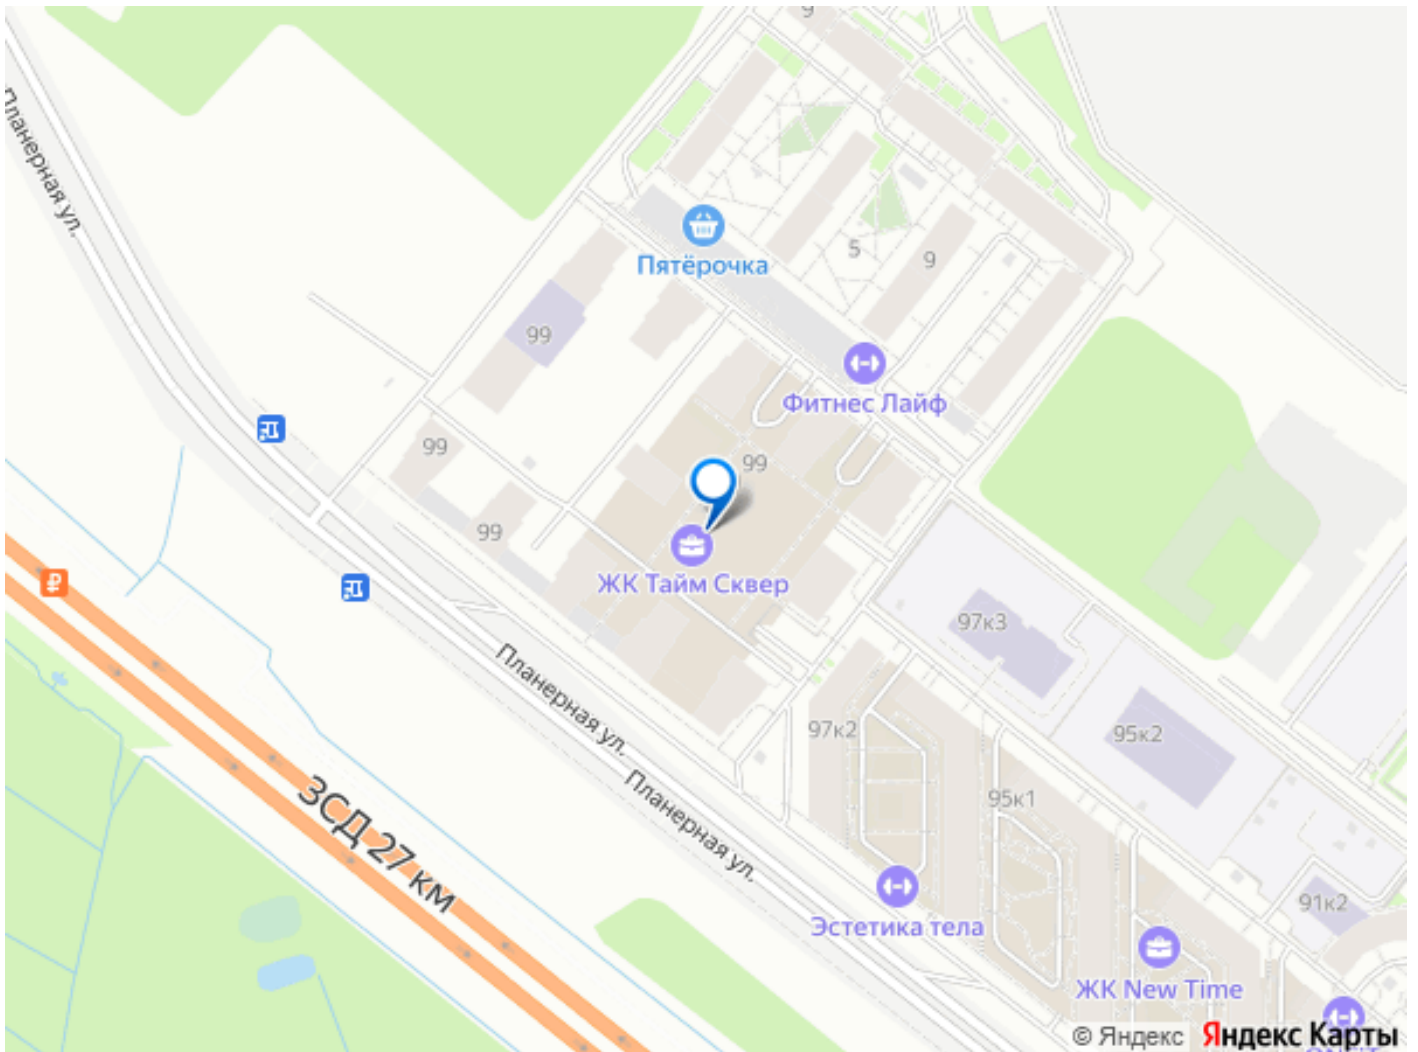 9
Планерная ул.
Пятёрочка
5
9
99
Фитнес Лайф
99
99
99
ЖК Тайм Сквер
97к3
Планерная ул.
97к2
95к2
Планерная ул.
95к1
ЗСД 27 км
Эстетика тела
91к2
ЖК New Time
© Яндекс Яндекс Карты